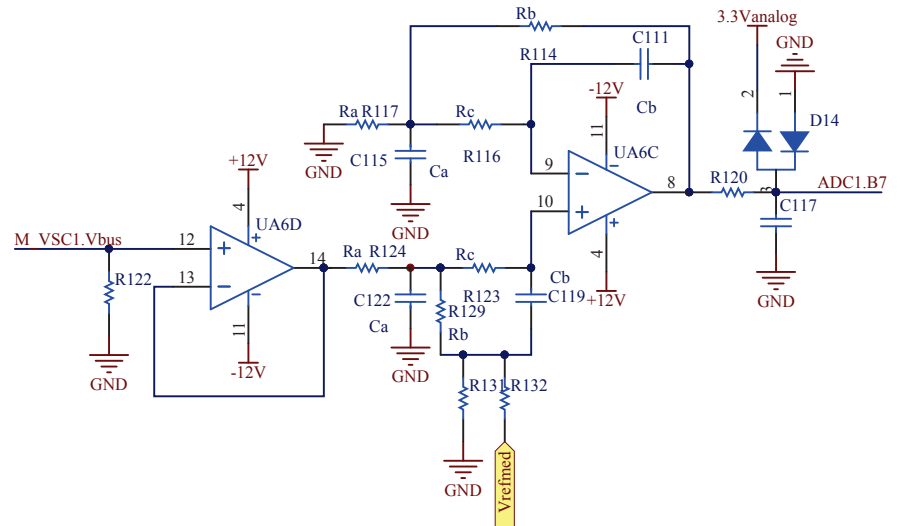 Rb
3.3Vanalog
C111
GND
R114
-12V
2
1
Ra R117
Rc
11
D14
C115
Ca
R116
Cb
UA6C
GND
9
8
R120
3
ADC1.B7
+12V
GND
10
C117
4
UA6D
M_VSC1.Vbus
12
14
Ra R124
Rc
Cb
4
R122
13
C122
R123
C119
+12V
GND
R129
Ca
Rb
11
-12V
GND
GND
R131
R132
GND
Vrefmed